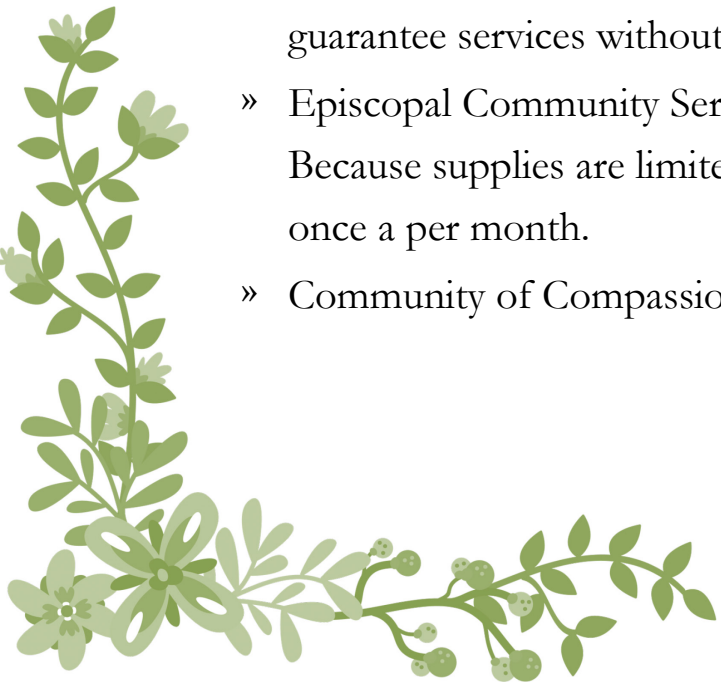 guarantee services without
» Episcopal Community Ser
Because supplies are limite
once a per month.
» Community of Compassio